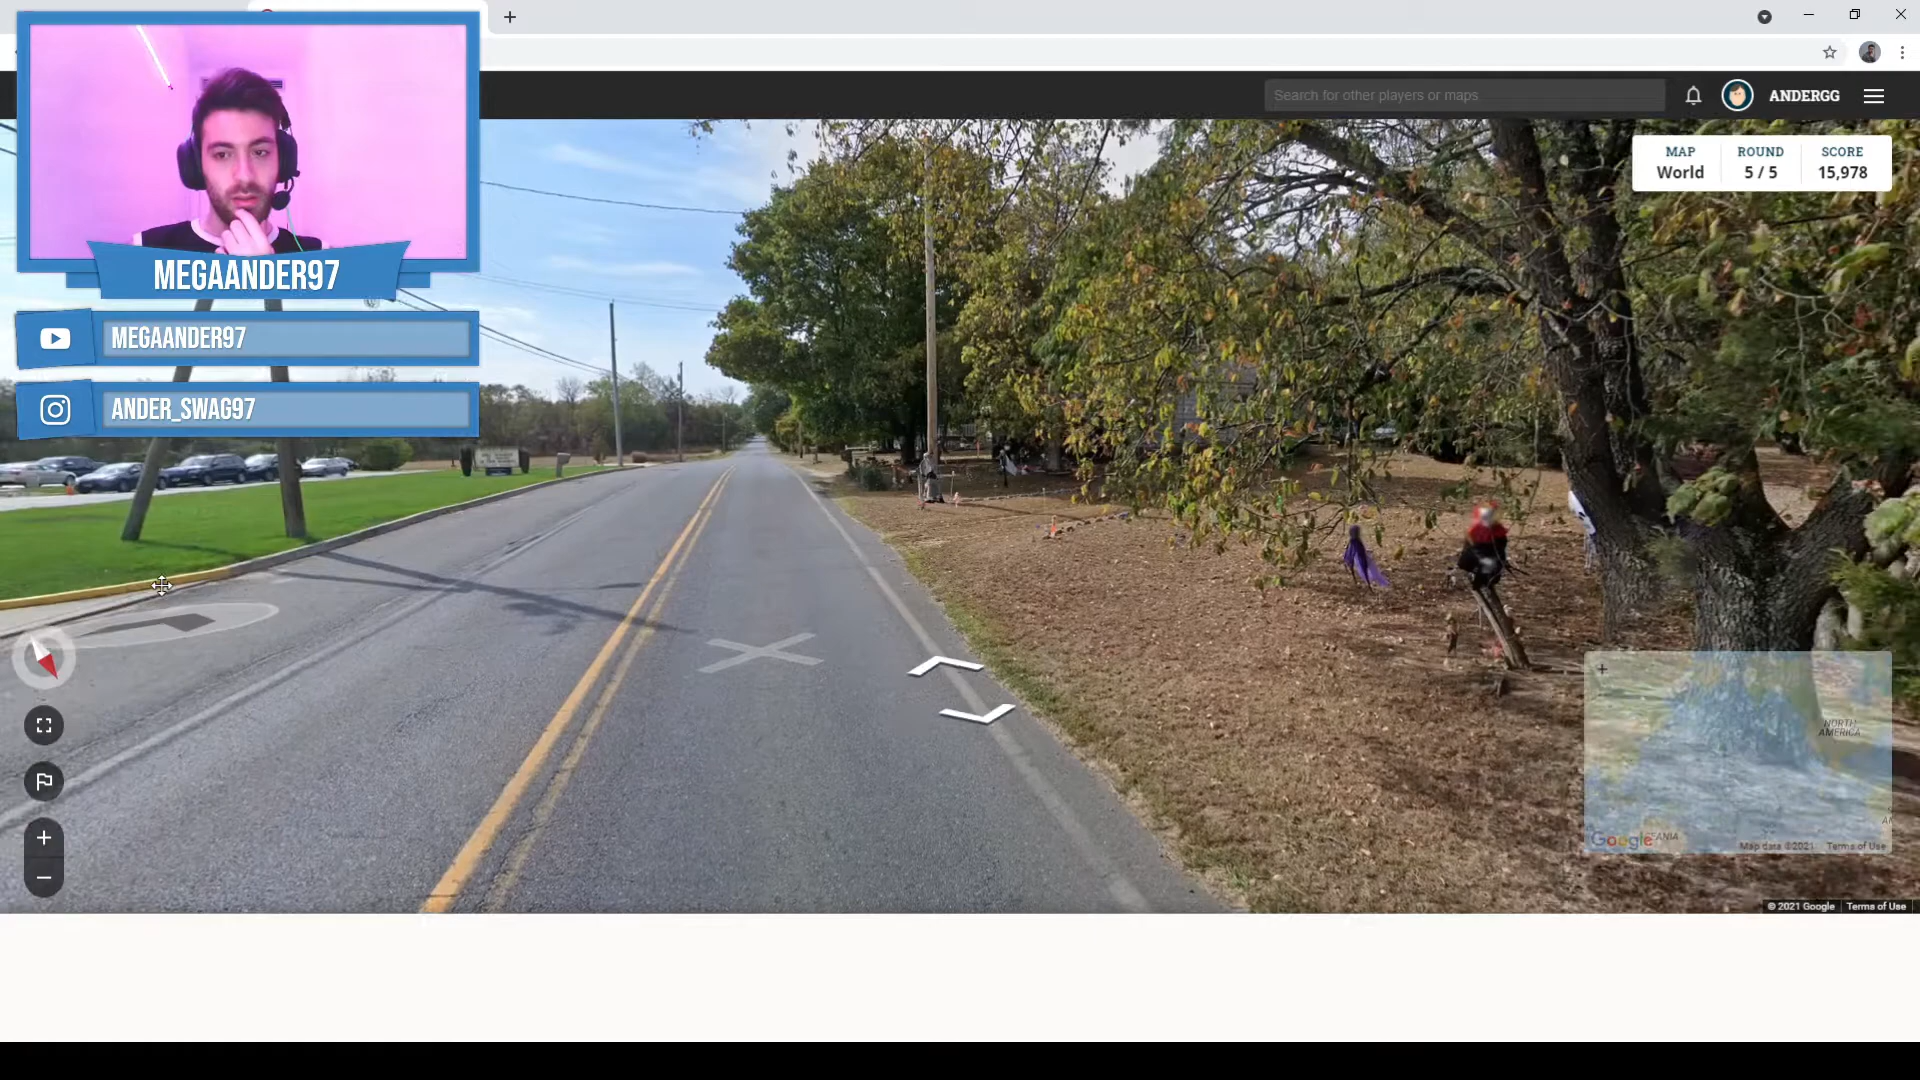 Search for other players or maps
ANDERGG
MAP
World
ROUND
5 / 5
SCORE
15,978
MEGAANDER97
MEGAANDER97
ANDER_SWAG97
NORTH
AMERICA
Google
Map data ©2021
Terms of Use
© 2021 Google
Terms of Use